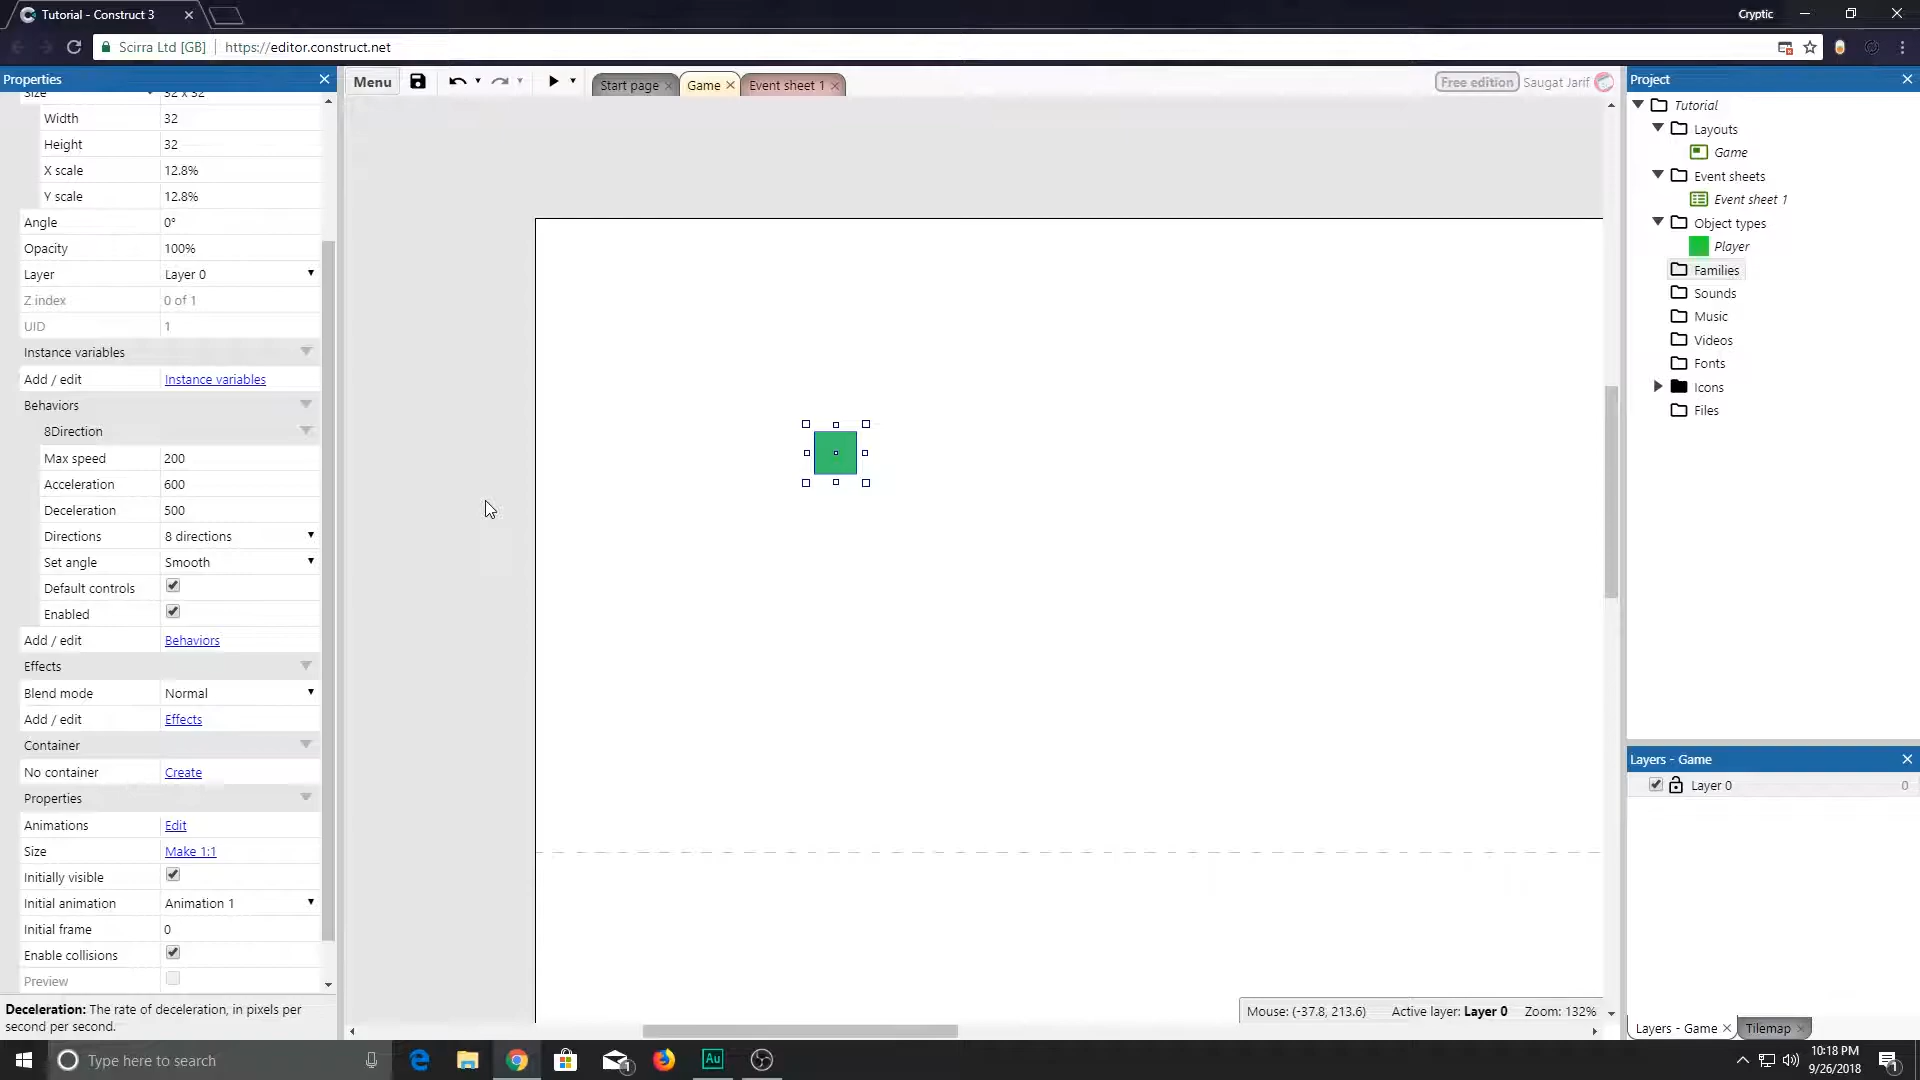 Tutorial - Construct 3
Cryptic
Scirra Ltd [GB]
https://editor.construct.net
Properties
Menu
Start page
Game
Event sheet 1
Free edition
Saugat Jarif
Project
Size 32 x 32
Width 32
Height 32
X scale 12.8%
Y scale 12.8%
Angle 0°
Opacity 100%
Layer Layer 0
Z index 0 of 1
UID 1
Instance variables
Add / edit Instance variables
Behaviors
8Direction
Max speed 200
Acceleration 600
Deceleration 500
Directions 8 directions
Set angle Smooth
Default controls
Enabled
Add / edit Behaviors
Effects
Blend mode Normal
Add / edit Effects
Container
No container Create
Properties
Animations Edit
Size Make 1:1
Initially visible
Initial animation Animation 1
Initial frame 0
Enable collisions
Preview
Deceleration: The rate of deceleration, in pixels per
second per second.
Mouse: (-37.8, 213.6) Active layer: Layer 0 Zoom: 132%
Tutorial
Layouts
Game
Event sheets
Event sheet 1
Object types
Player
Families
Sounds
Music
Videos
Fonts
Icons
Files
Layers - Game
Layer 0 0
Layers - Game
Tilemap
Type here to search
1
Au
10:18 PM
9/26/2018
1